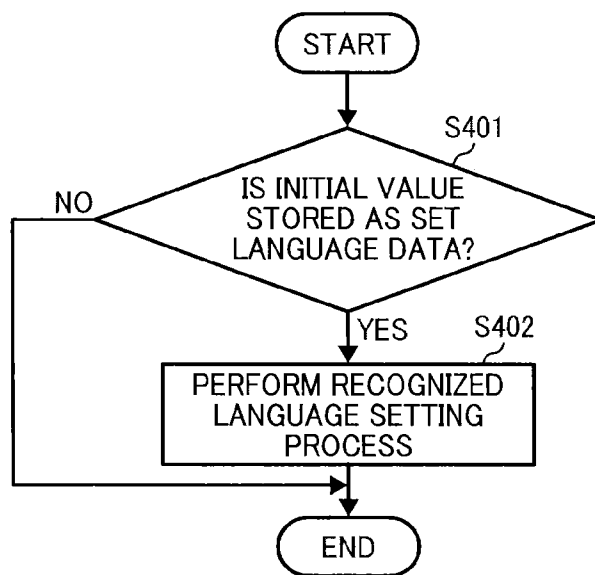 START
S401
IS INITIAL VALUE
STORED AS SET
LANGUAGE DATA?
NO
YES
S402
PERFORM RECOGNIZED
LANGUAGE SETTING
PROCESS
END